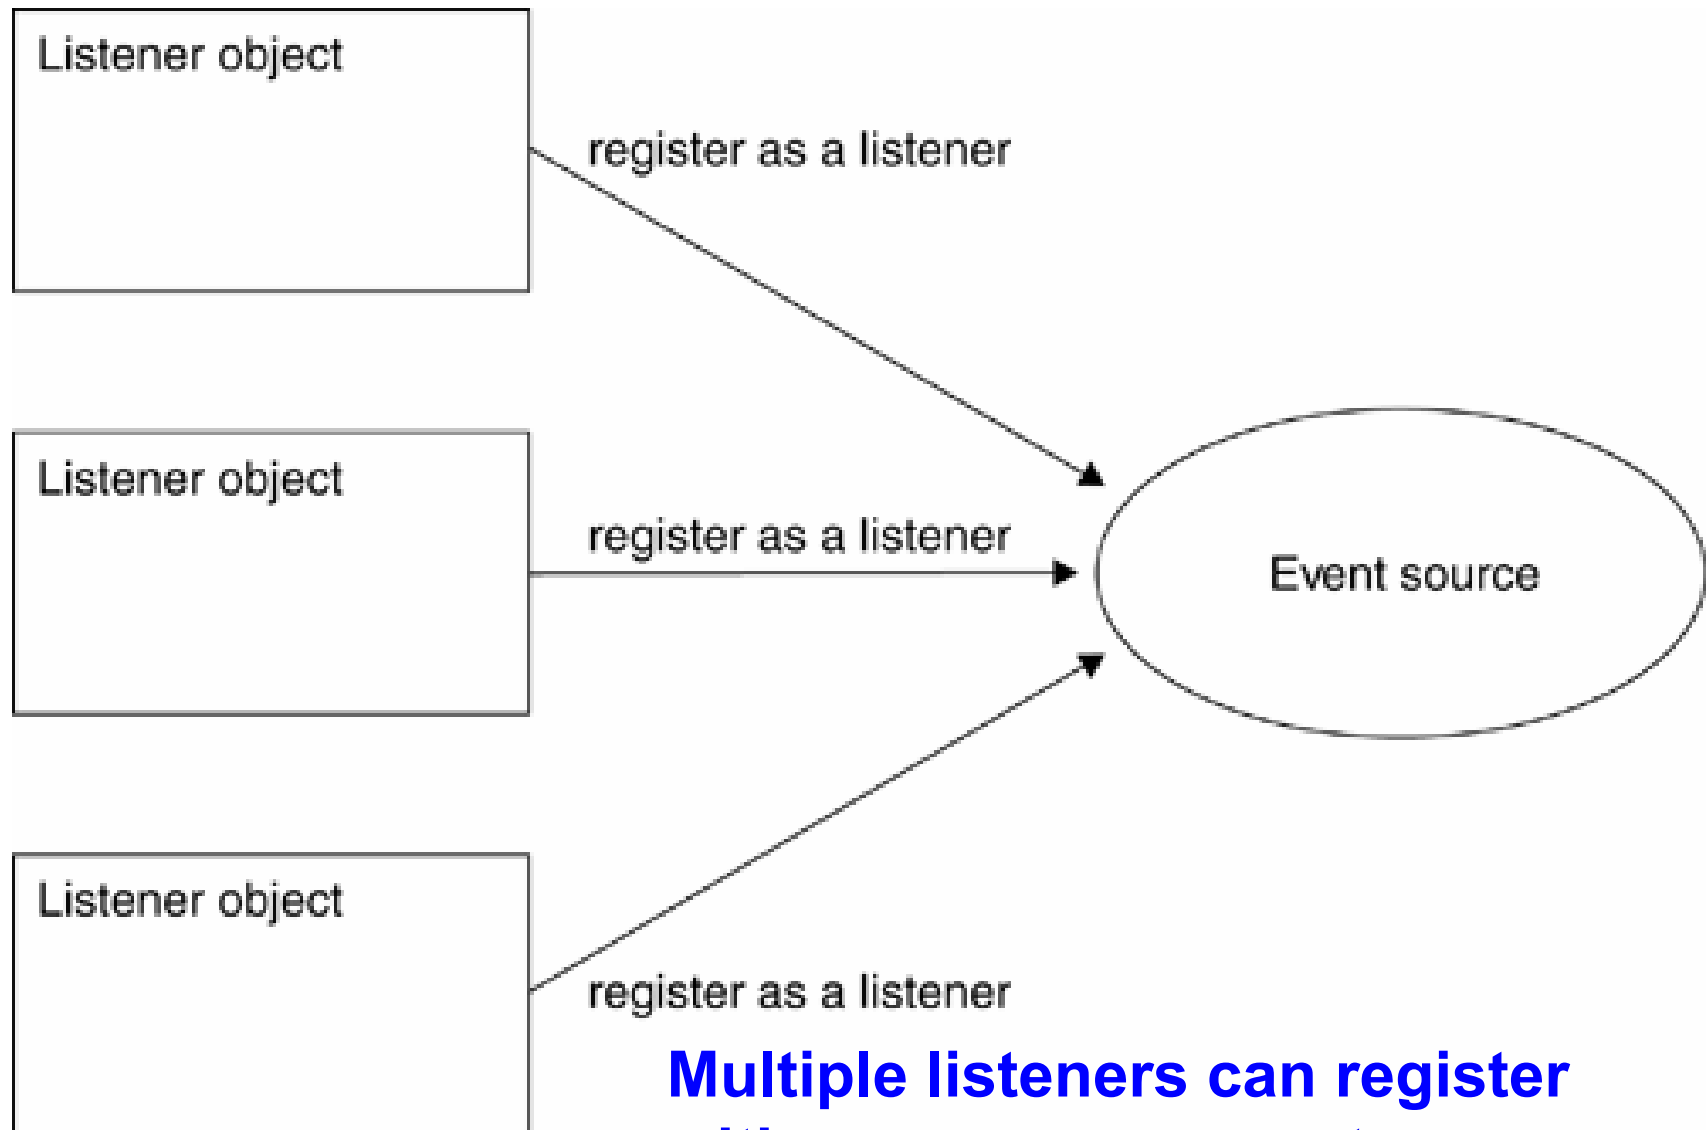 Listener object
register as a listener
Listener object
register as a listener
Event source
Listener object
register as a listener
Multiple listeners can register